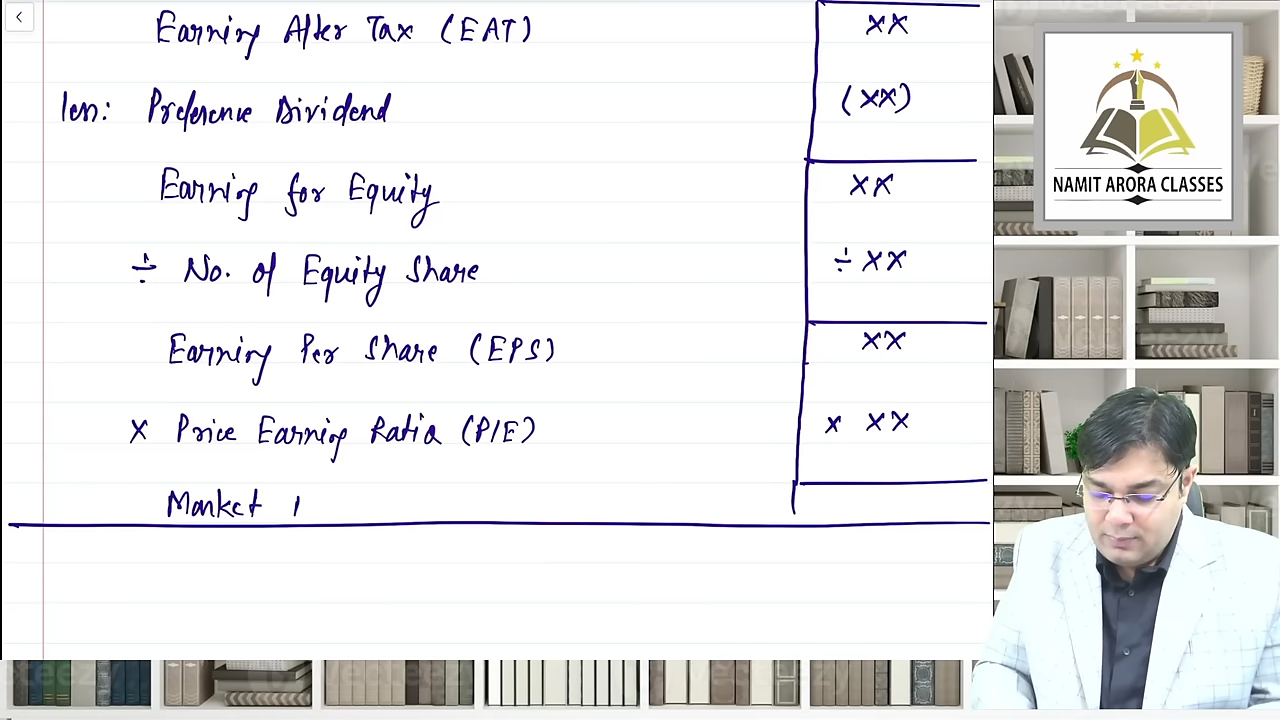 Earning After Tax (EAT) XX
less: Preference Dividend (XX)
Earning for Equity XX
÷ No. of Equity Share ÷ XX
Earning Per Share (EPS) XX
X Price Earning Ratio (P/E) x XX
Market
NAMIT ARORA CLASSES